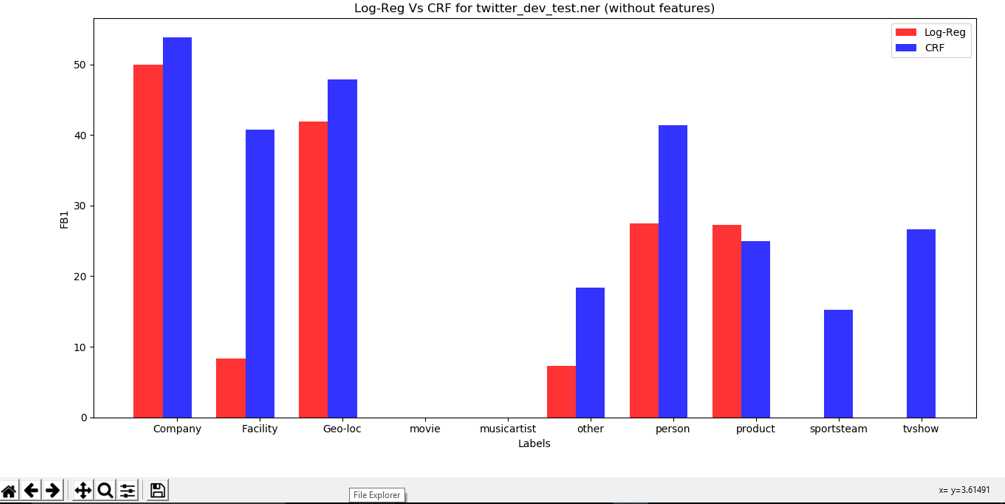 Log-Reg Vs CRF for twitter_dev_test.ner (without features)
Log-Reg
CRF
50
40
30
20
10
0
FB1
Company Facility Geo-loc movie musicartist other person product sportsteam tvshow
Labels
File Explorer
x= y=3.61491